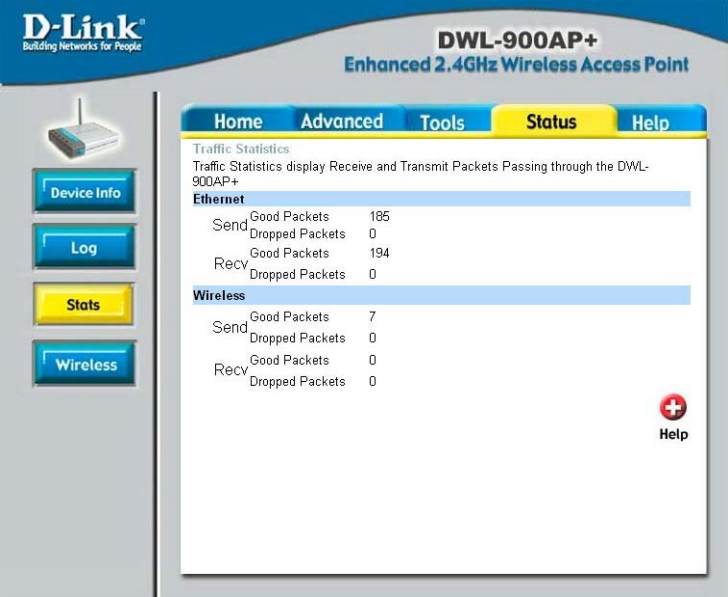 D-Link®
Building Networks for People
DWL-900AP+
Enhanced 2.4GHz Wireless Access Point
Home Advanced Tools Status Help
Device Info
Log
Stats
Wireless
Traffic Statistics
Traffic Statistics display Receive and Transmit Packets Passing through the DWL-
900AP+
Ethernet
Send Good Packets 185
Dropped Packets 0
Recv Good Packets 194
Dropped Packets 0
Wireless
Send Good Packets 7
Dropped Packets 0
Recv Good Packets 0
Dropped Packets 0
Help